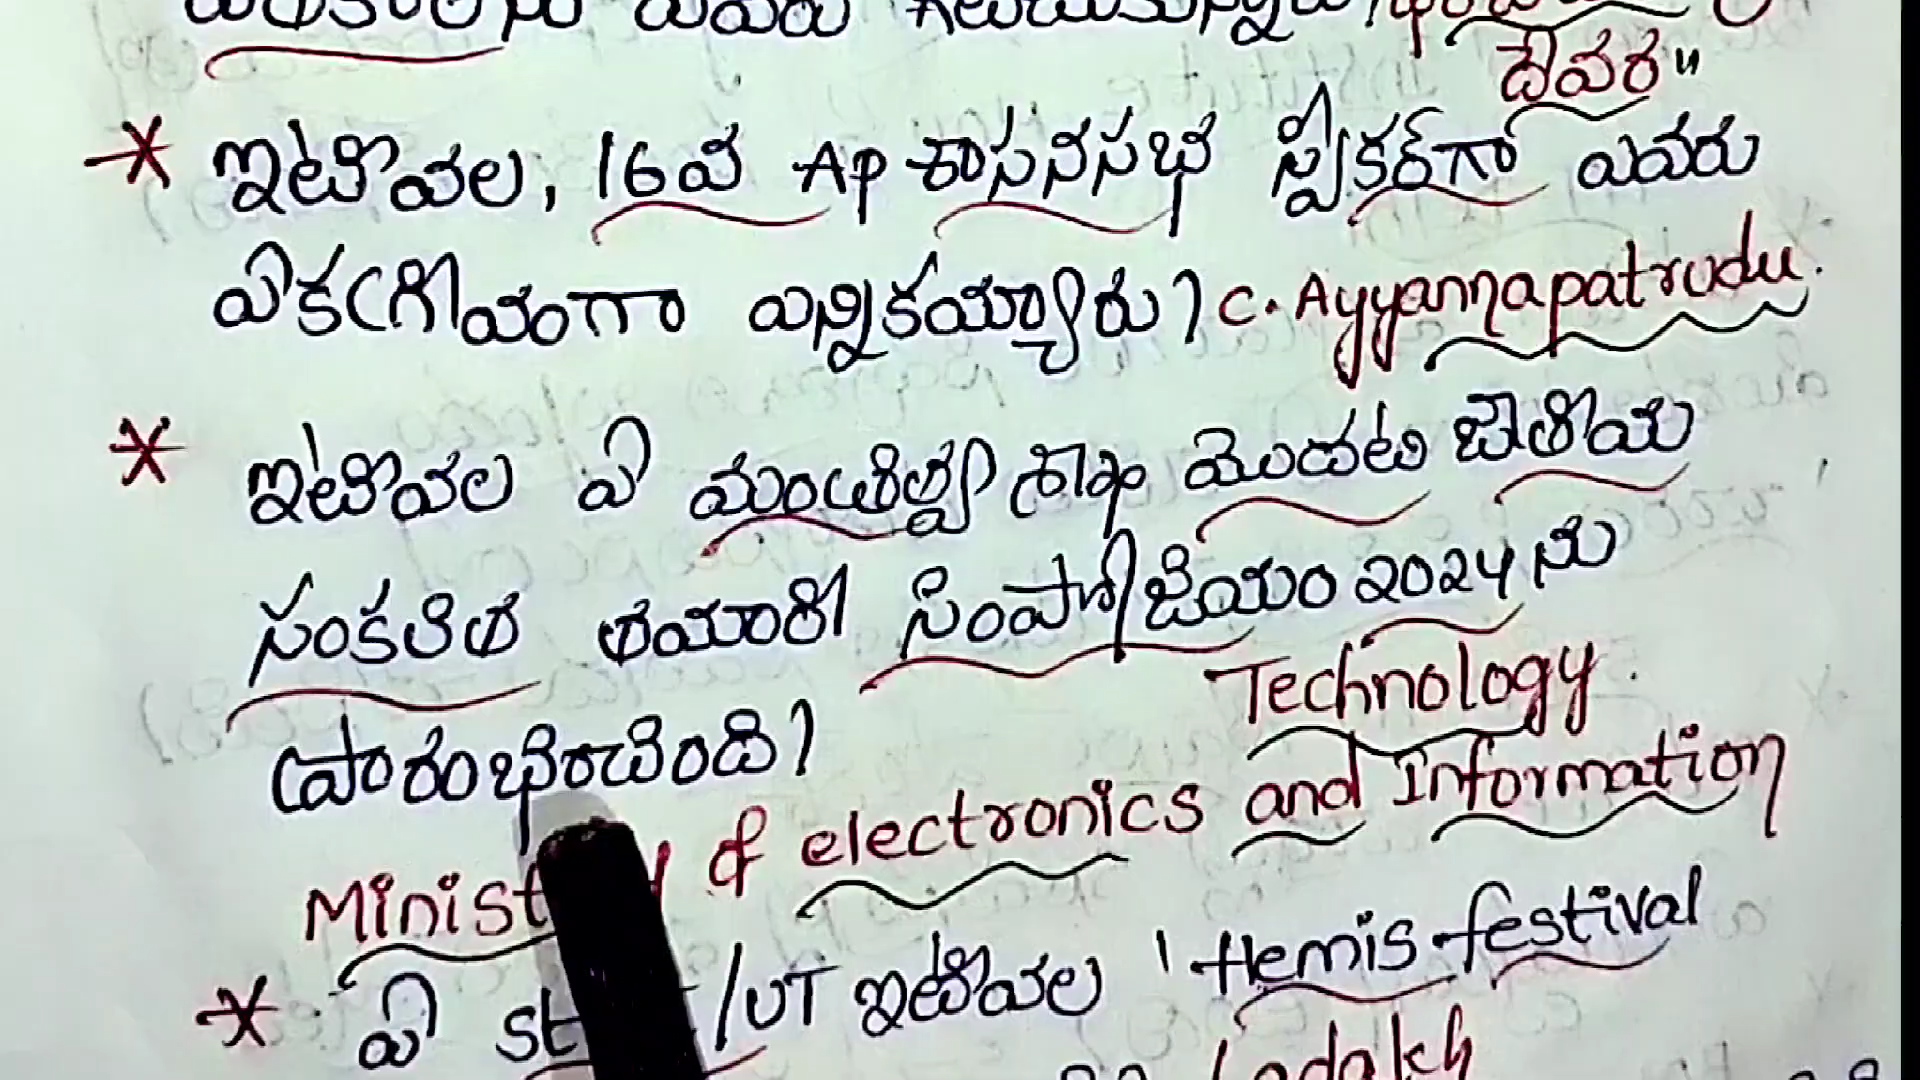 దేవర"
* ఇటీవల, 16వ Ap శాసనసభ స్పీకర్‌గా ఎవరు
ఏకగ్రీవంగా ఎన్నికయ్యారు? C. Ayyannapatrudu.
* ఇటీవల ఏ మంత్రిత్వ శాఖ మొదటి జాతీయ
సంకలిత తయారీ సింపోజియం 2024 ను
ప్రారంభించింది?
Technology.
of electronics and Information
* ఏ /UT ఇటీవల 'Hemis festival
Ladakh